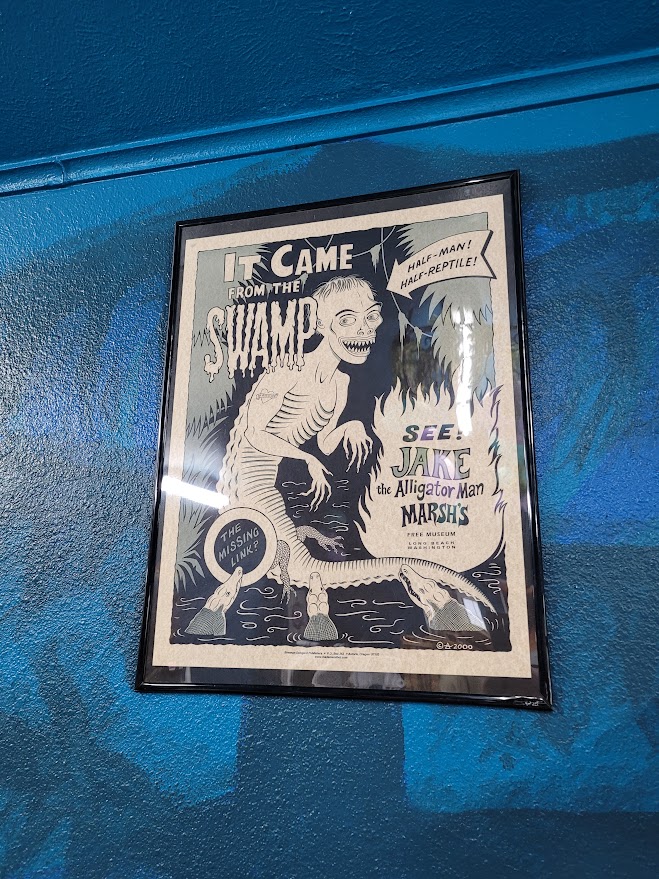 IT CAME
FROM THE
SWAMP
HALF-MAN!
HALF-REPTILE!
SEE!
JAKE
the Alligator Man
MARSH'S
FREE MUSEUM
LONG BEACH
WASHINGTON
THE
MISSING
LINK?
2000